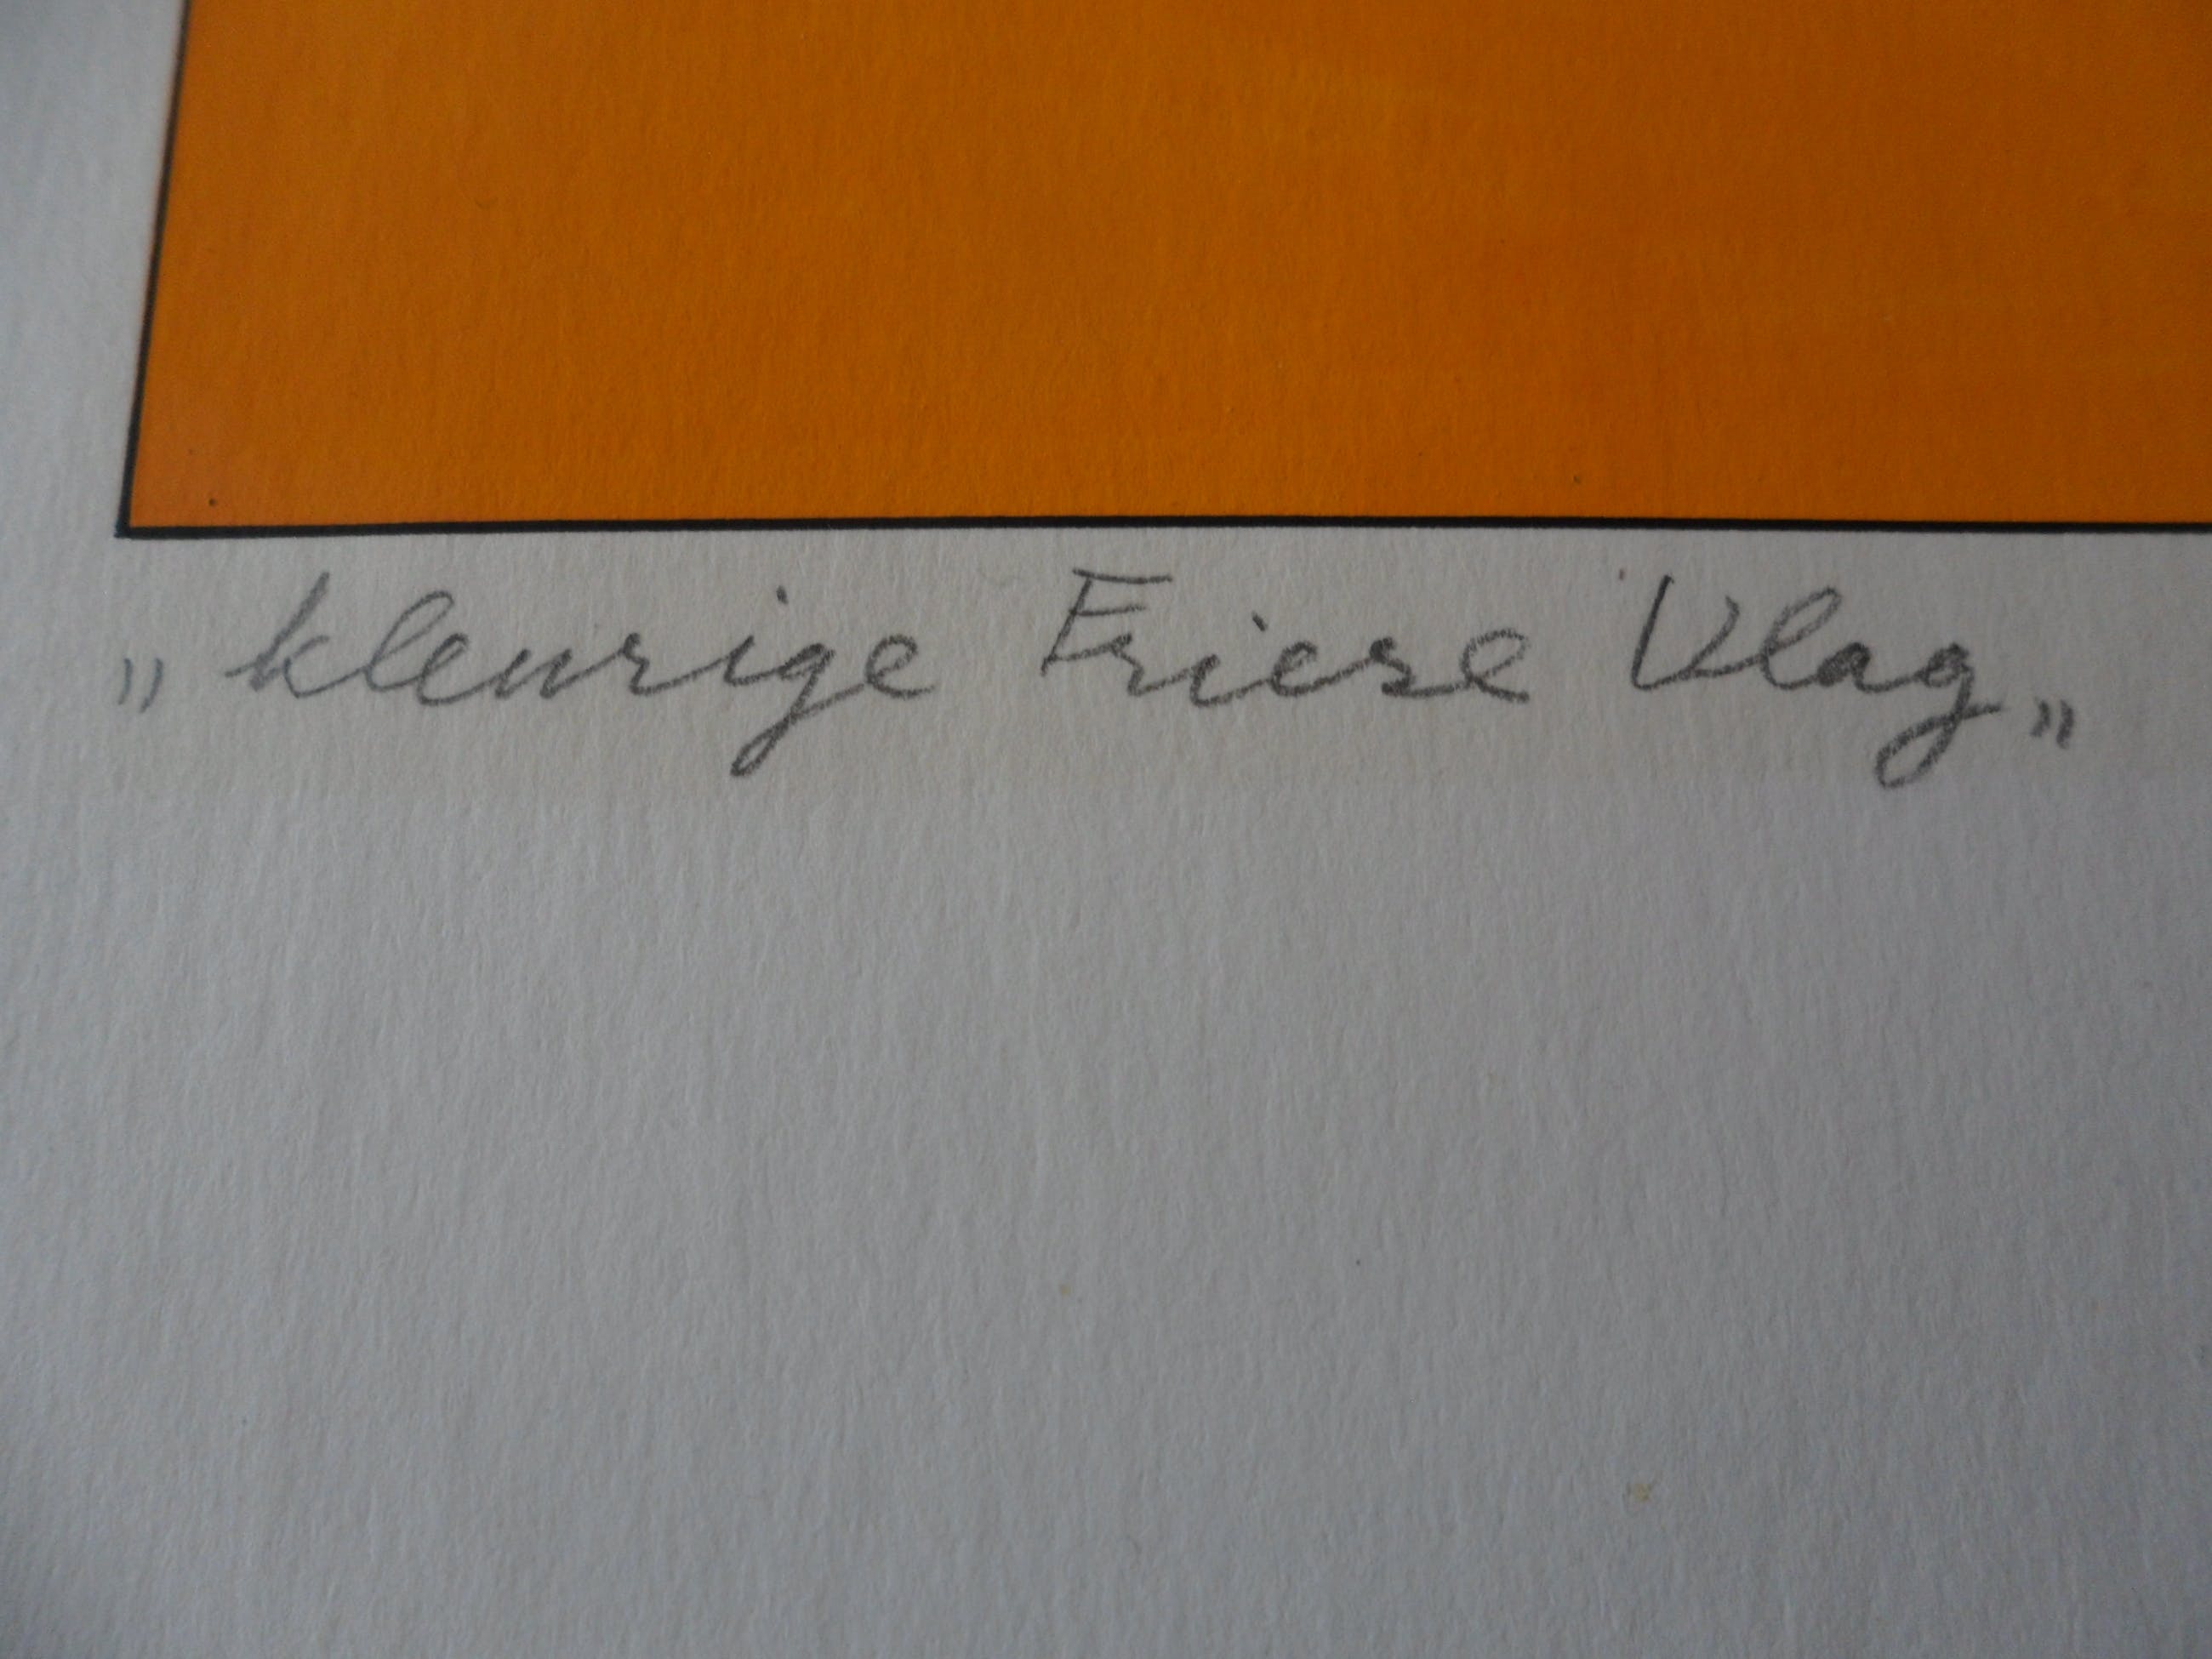 „ kleurige Friese Vlag „